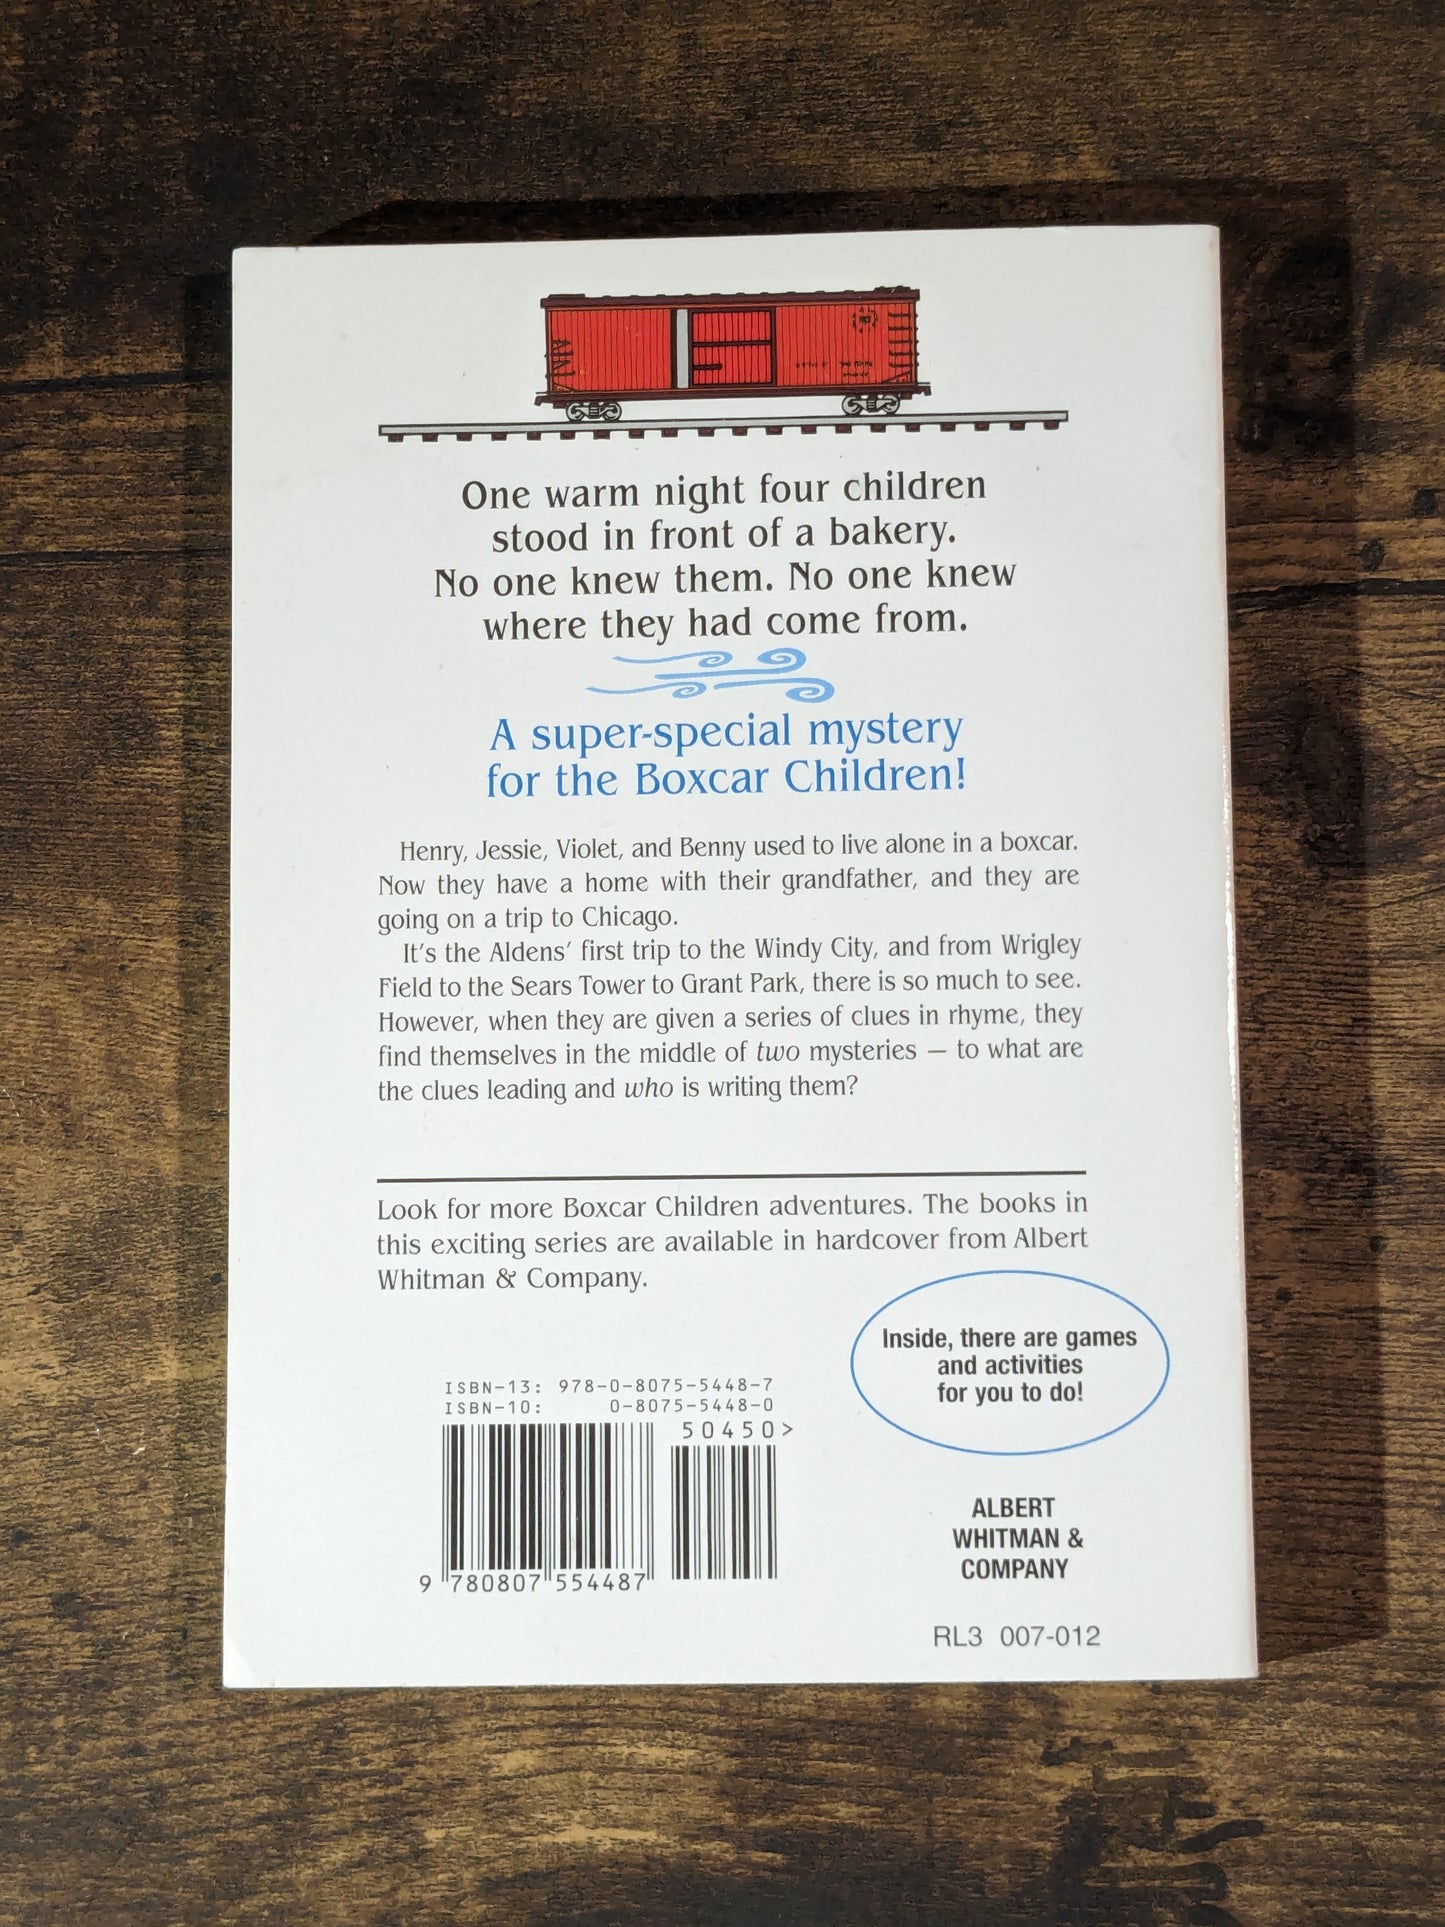 One warm night four children
stood in front of a bakery.
No one knew them. No one knew
where they had come from.
A super-special mystery
for the Boxcar Children!
Henry, Jessie, Violet, and Benny used to live alone in a boxcar.
Now they have a home with their grandfather, and they are
going on a trip to Chicago.
It's the Aldens' first trip to the Windy City, and from Wrigley
Field to the Sears Tower to Grant Park, there is so much to see.
However, when they are given a series of clues in rhyme, they
find themselves in the middle of two mysteries — to what are
the clues leading and who is writing them?
Look for more Boxcar Children adventures. The books in
this exciting series are available in hardcover from Albert
Whitman & Company.
Inside, there are games
and activities
for you to do!
ISBN-13: 978-0-8075-5448-7
ISBN-10: 0-8075-5448-0
50450>
9 780807 554487
ALBERT
WHITMAN &
COMPANY
RL3 007-012